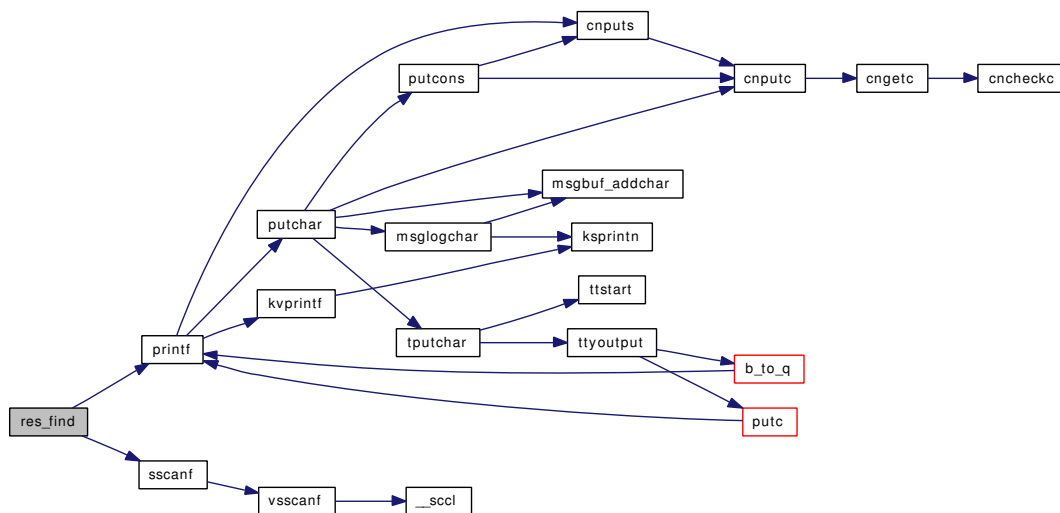 cnputs
putcons
cnputc
cngetc
cncheckc
msgbuf_addchar
putchar
msglogchar
ksprintn
kvprintf
ttstart
printf
tputchar
ttyoutput
b_to_q
res_find
putc
sscanf
vsscanf
__sccl